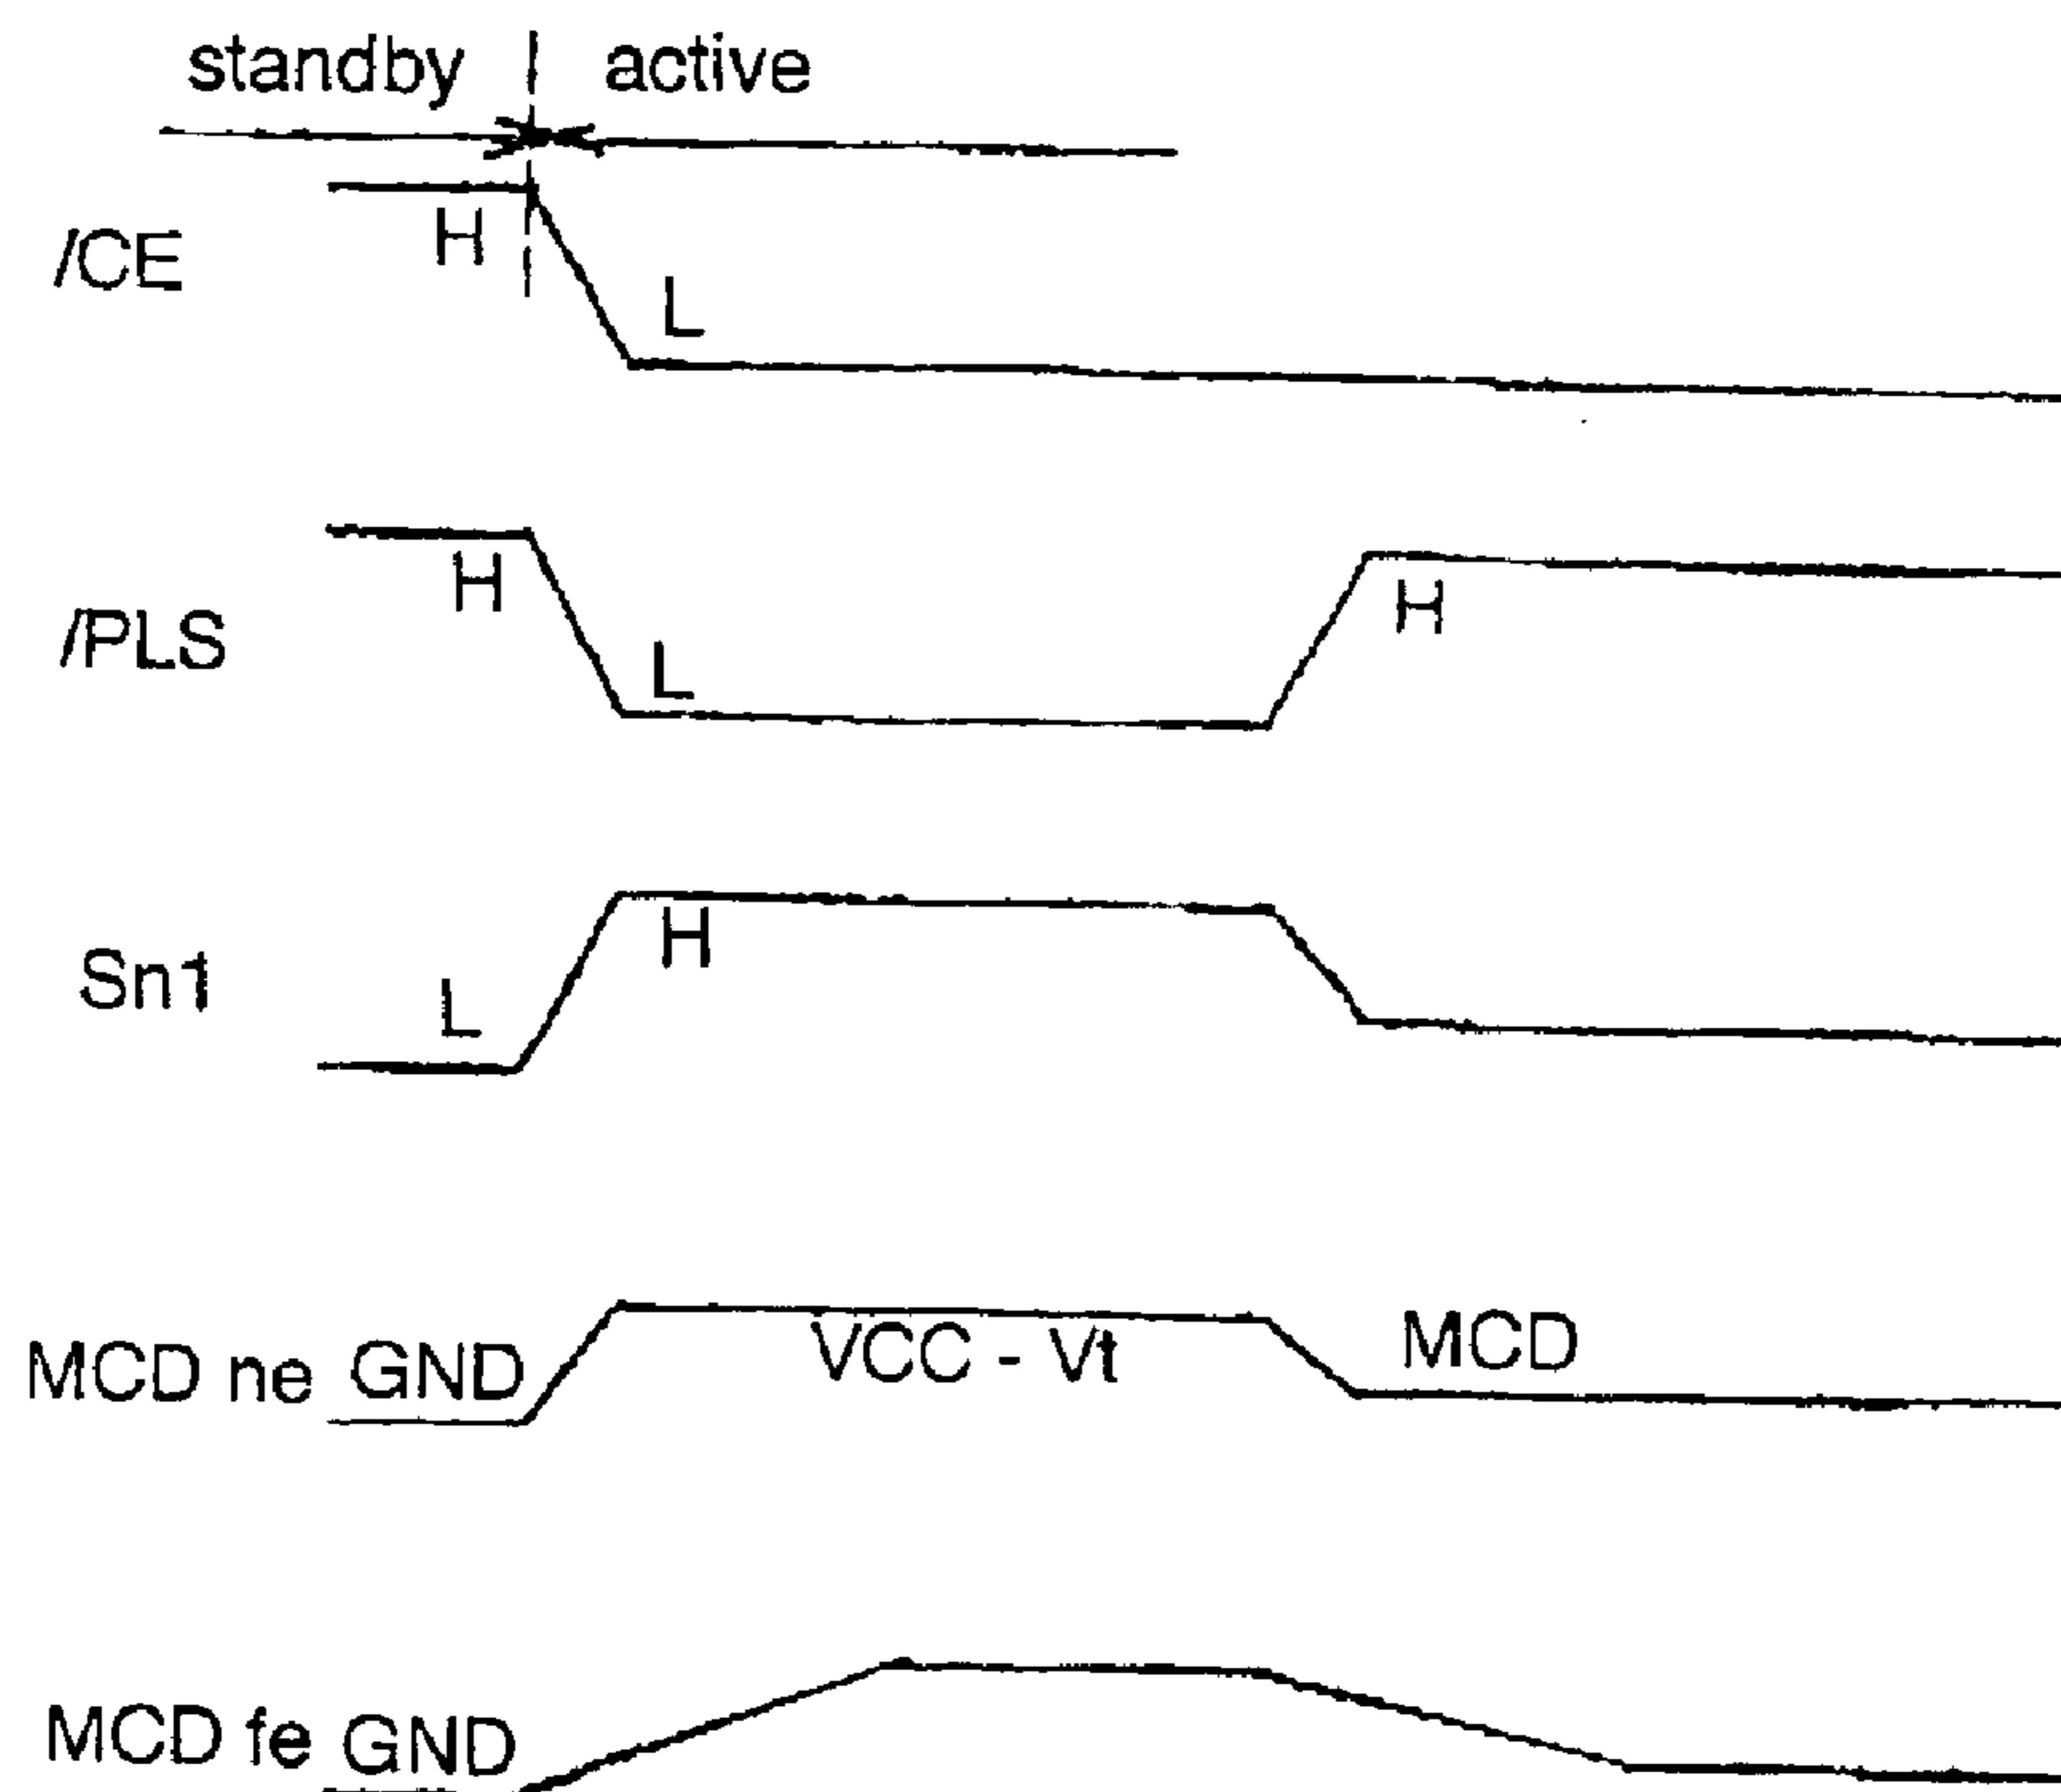 standby active
H
/CE
L
H
H
/PLS
L
H
Sn1
L
MCD ne GND VCC - Vt MCD
MCD fe GND